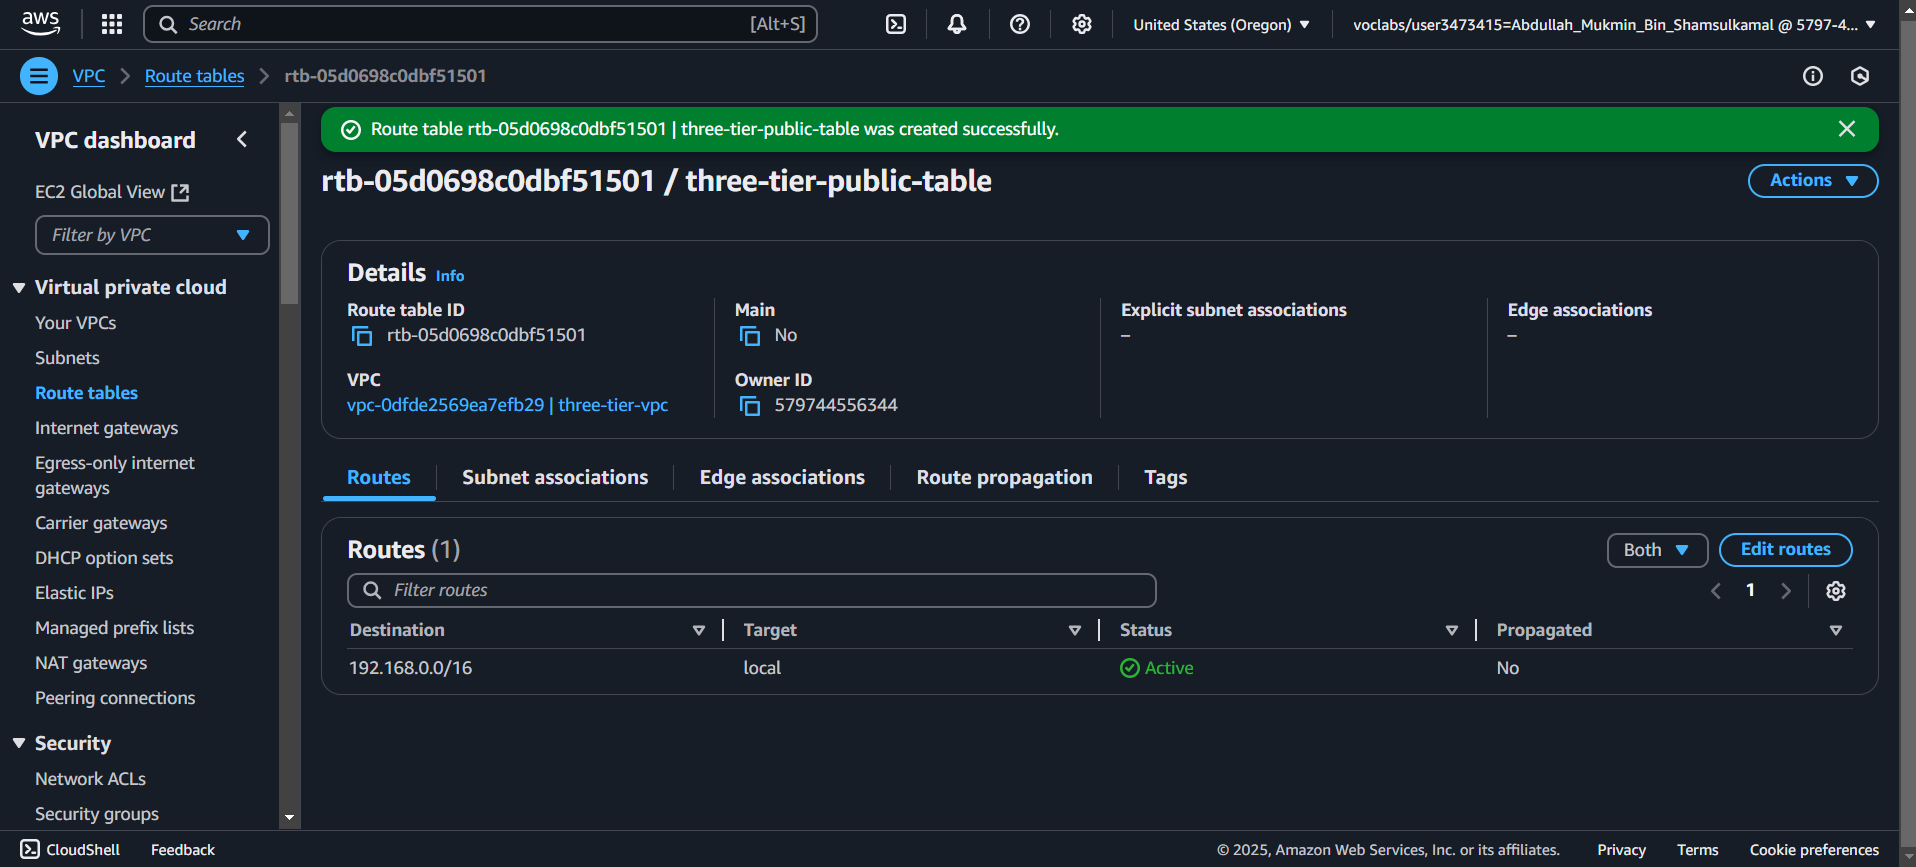 aws
Search [Alt+S]
United States (Oregon)
voclabs/user3473415=Abdullah_Mukmin_Bin_Shamsulkamal @ 5797-4...
VPC
Route tables
rtb-05d0698c0dbf51501
VPC dashboard
EC2 Global View
Filter by VPC
Virtual private cloud
Your VPCs
Subnets
Route tables
Internet gateways
Egress-only internet
gateways
Carrier gateways
DHCP option sets
Elastic IPs
Managed prefix lists
NAT gateways
Peering connections
Security
Network ACLs
Security groups
Route table rtb-05d0698c0dbf51501 | three-tier-public-table was created successfully.
rtb-05d0698c0dbf51501 / three-tier-public-table
Actions
Details Info
Route table ID
rtb-05d0698c0dbf51501
Main
No
Explicit subnet associations
–
Edge associations
–
VPC
vpc-0dfde2569ea7efb29 | three-tier-vpc
Owner ID
579744556344
Routes
Subnet associations
Edge associations
Route propagation
Tags
Routes (1)
Both
Edit routes
Filter routes
1
Destination Target Status Propagated
192.168.0.0/16 local Active No
CloudShell
Feedback
© 2025, Amazon Web Services, Inc. or its affiliates.
Privacy
Terms
Cookie preferences